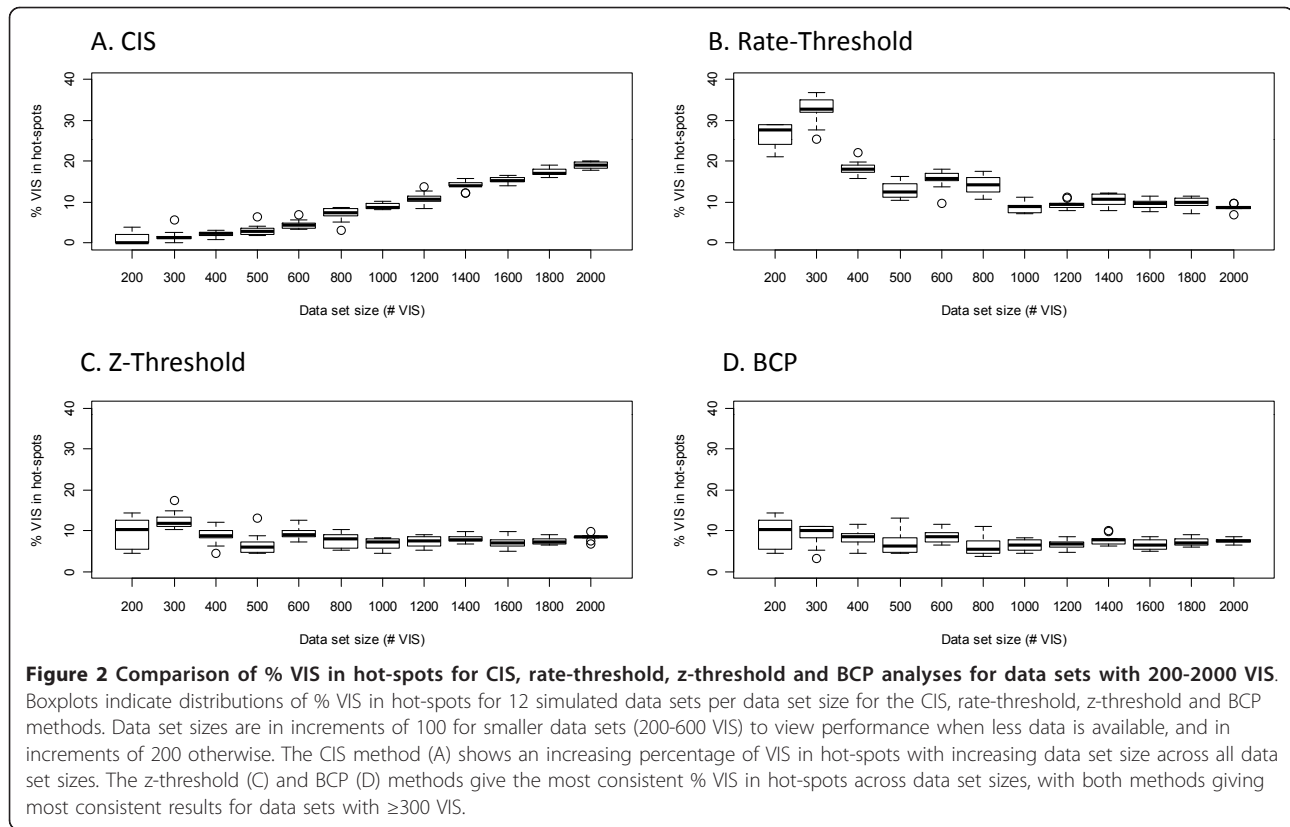 A. CIS
B. Rate-Threshold
% VIS in hot-spots
40
30
20
10
0
200 300 400 500 600 800 1000 1200 1400 1600 1800 2000
Data set size (# VIS)
% VIS in hot-spots
40
30
20
10
0
200 300 400 500 600 800 1000 1200 1400 1600 1800 2000
Data set size (# VIS)
C. Z-Threshold
D. BCP
% VIS in hot-spots
40
30
20
10
0
200 300 400 500 600 800 1000 1200 1400 1600 1800 2000
Data set size (# VIS)
% VIS in hot-spots
40
30
20
10
0
200 300 400 500 600 800 1000 1200 1400 1600 1800 2000
Data set size (# VIS)
Figure 2 Comparison of % VIS in hot-spots for CIS, rate-threshold, z-threshold and BCP analyses for data sets with 200-2000 VIS.
Boxplots indicate distributions of % VIS in hot-spots for 12 simulated data sets per data set size for the CIS, rate-threshold, z-threshold and BCP
methods. Data set sizes are in increments of 100 for smaller data sets (200-600 VIS) to view performance when less data is available, and in
increments of 200 otherwise. The CIS method (A) shows an increasing percentage of VIS in hot-spots with increasing data set size across all data
set sizes. The z-threshold (C) and BCP (D) methods give the most consistent % VIS in hot-spots across data set sizes, with both methods giving
most consistent results for data sets with ≥300 VIS.